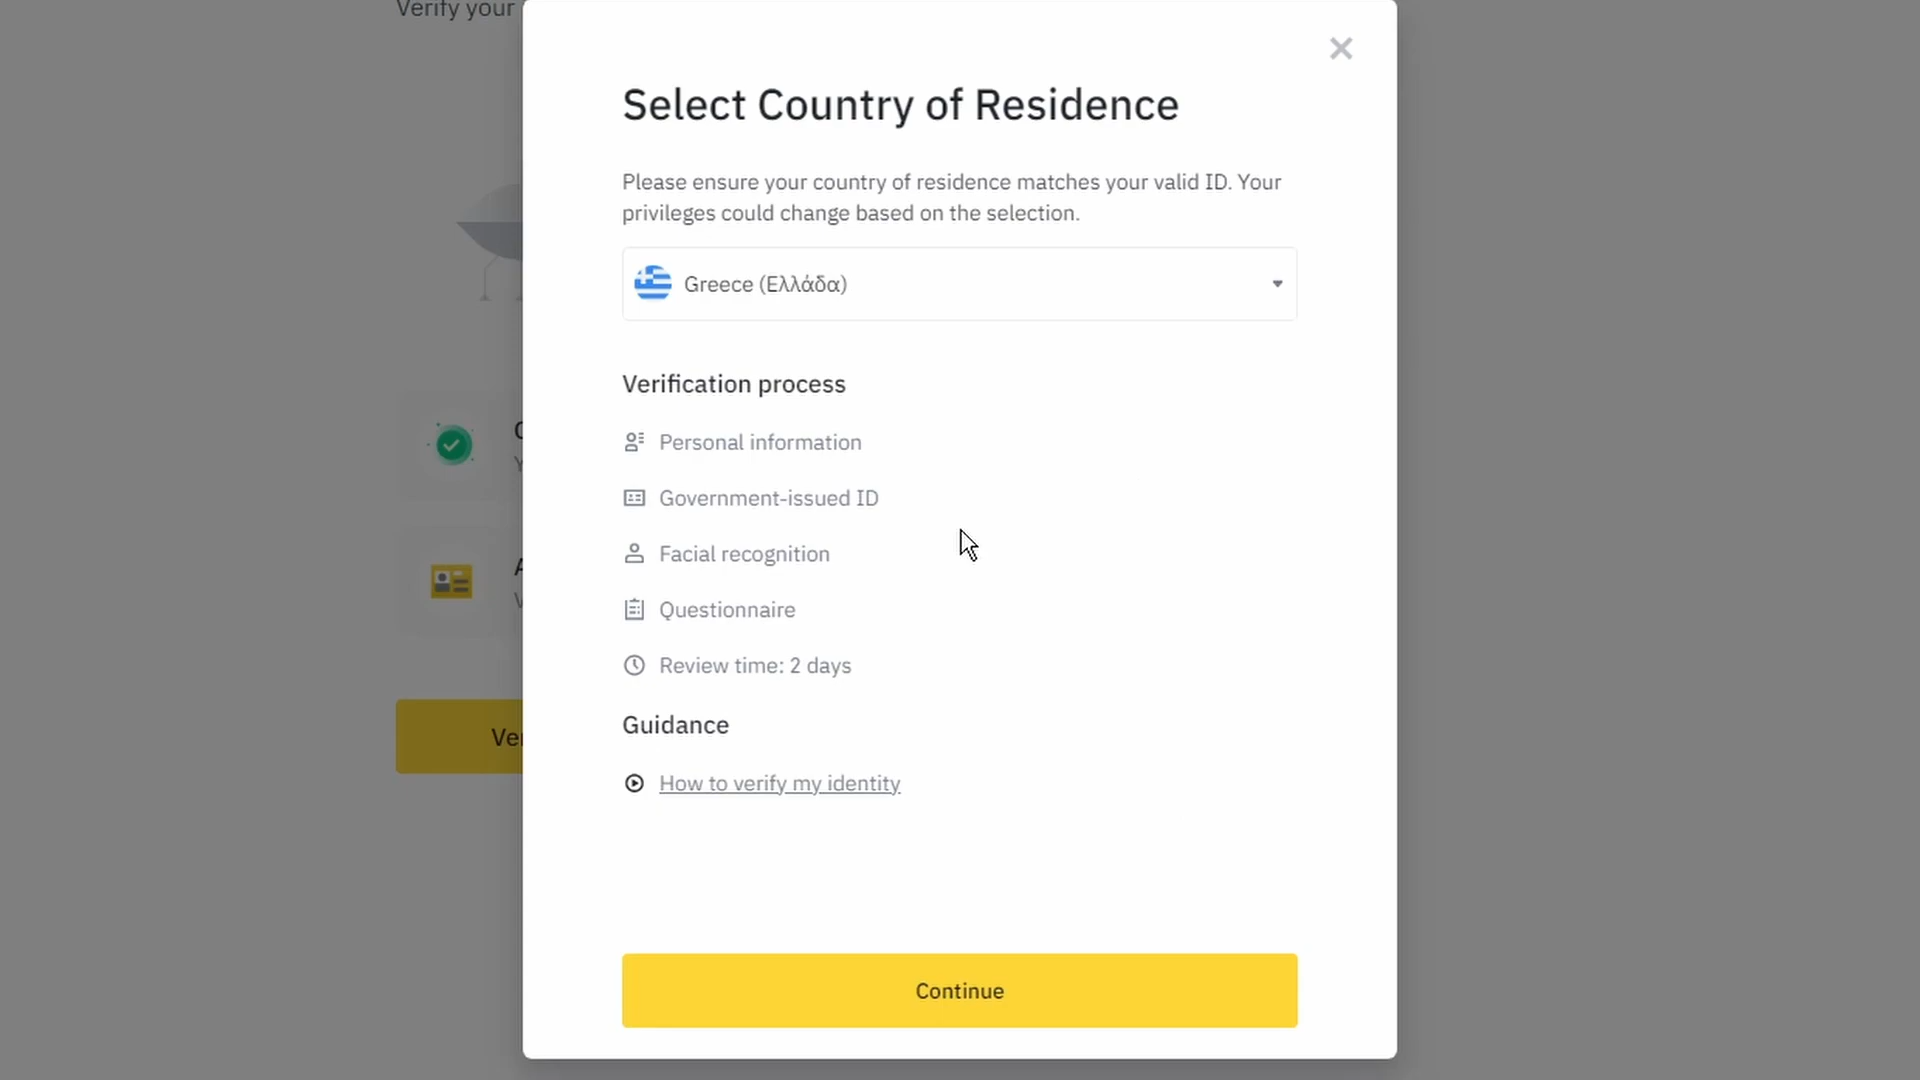 Verify your
Select Country of Residence
Please ensure your country of residence matches your valid ID. Your
privileges could change based on the selection.
Greece (Ελλάδα)
Verification process
Personal information
Government-issued ID
Facial recognition
Questionnaire
Review time: 2 days
Guidance
How to verify my identity
Continue